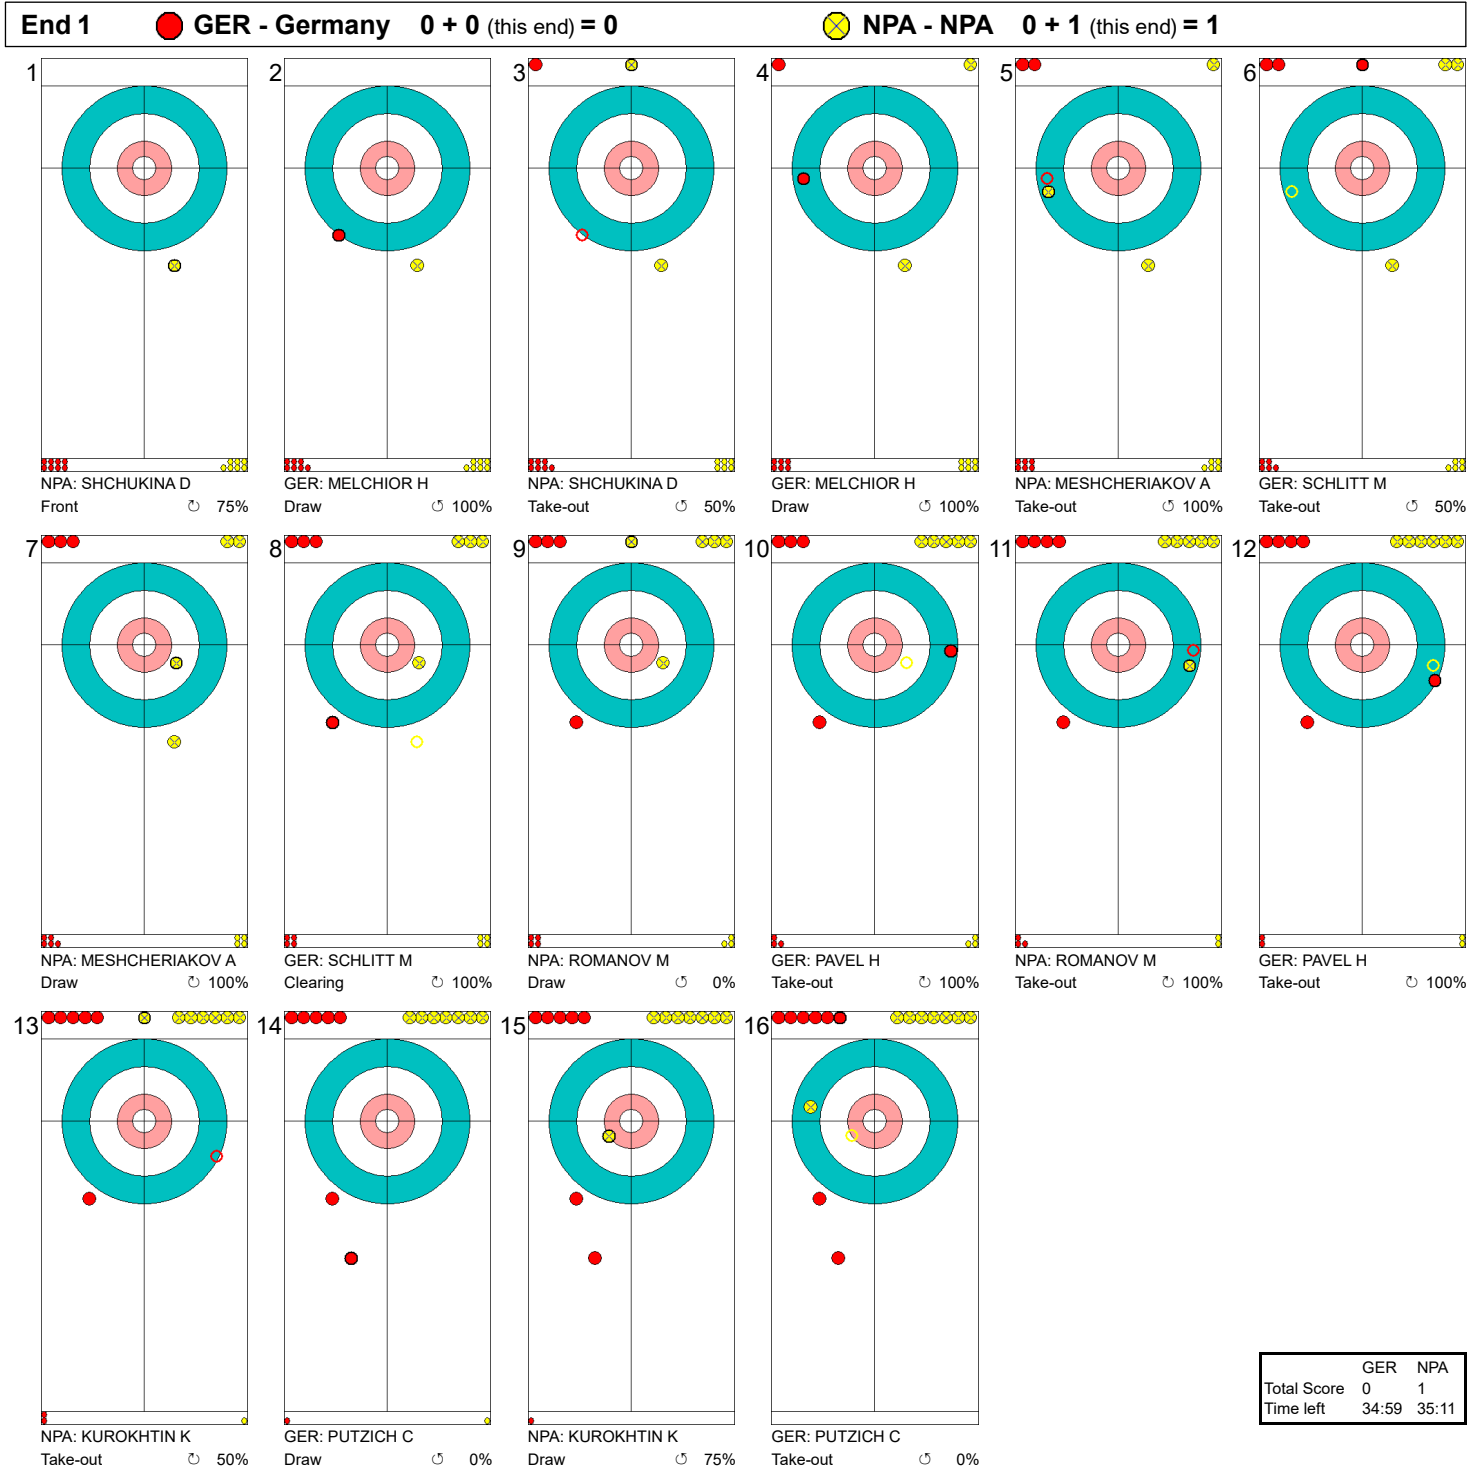 End 1 GER - Germany 0 + 0 (this end) = 0 NPA - NPA 0 + 1 (this end) = 1
1 2 3 4 5 6
NPA: SHCHUKINA D GER: MELCHIOR H NPA: SHCHUKINA D GER: MELCHIOR H NPA: MESHCHERIAKOV A GER: SCHLITT M
Front ↻ 75% Draw ↺ 100% Take-out ↺ 50% Draw ↺ 100% Take-out ↻ 100% Take-out ↺ 50%
7 8 9 10 11 12
NPA: MESHCHERIAKOV A GER: SCHLITT M NPA: ROMANOV M GER: PAVEL H NPA: ROMANOV M GER: PAVEL H
Draw ↻ 100% Clearing ↻ 100% Draw ↺ 0% Take-out ↻ 100% Take-out ↻ 100% Take-out ↻ 100%
13 14 15 16
NPA: KUROKHTIN K GER: PUTZICH C NPA: KUROKHTIN K GER: PUTZICH C
Take-out ↻ 50% Draw ↺ 0% Draw ↺ 75% Take-out ↺ 0%
GER NPA
Total Score 0 1
Time left 34:59 35:11